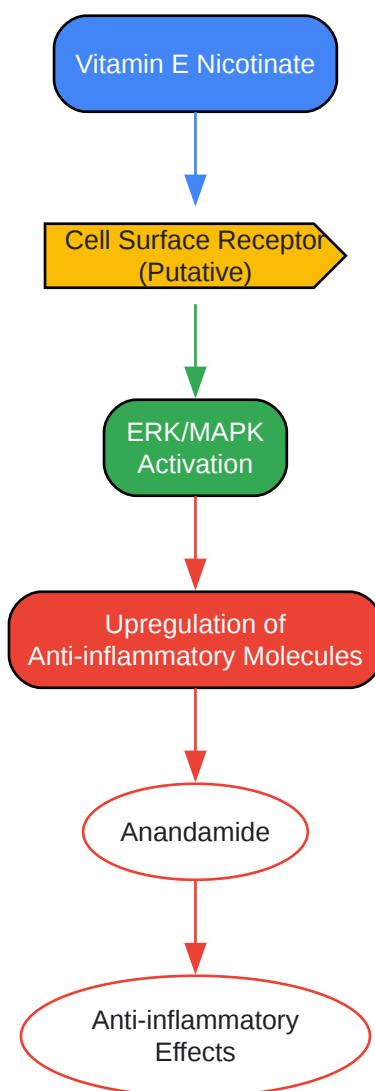 Vitamin E Nicotinate
Cell Surface Receptor
(Putative)
ERK/MAPK
Activation
Upregulation of
Anti-inflammatory Molecules
Anandamide
Anti-inflammatory
Effects